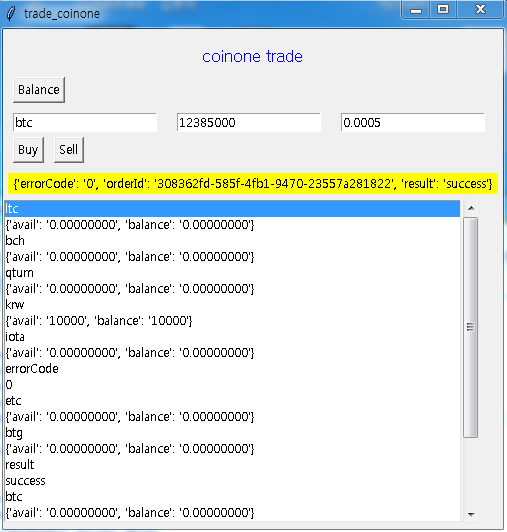 trade_coinone
coinone trade
Balance
btc 12385000 0.0005
Buy Sell
{'errorCode': '0', 'orderId': '308362fd-585f-4fb1-9470-23557a281822', 'result': 'success'}
ltc
{'avail': '0.00000000', 'balance': '0.00000000'}
bch
{'avail': '0.00000000', 'balance': '0.00000000'}
qtum
{'avail': '0.00000000', 'balance': '0.00000000'}
krw
{'avail': '10000', 'balance': '10000'}
iota
{'avail': '0.00000000', 'balance': '0.00000000'}
errorCode
0
etc
{'avail': '0.00000000', 'balance': '0.00000000'}
btg
{'avail': '0.00000000', 'balance': '0.00000000'}
result
success
btc
{'avail': '0.00000000', 'balance': '0.00000000'}